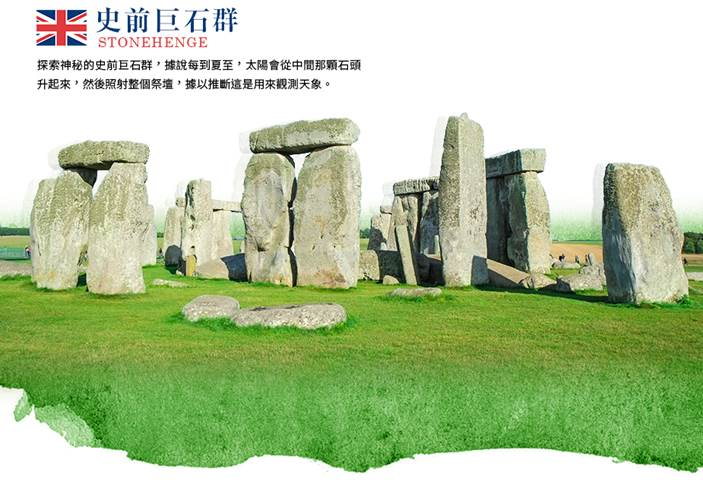 史前巨石群
STONEHENGE
探索神秘的史前巨石群，據說每到夏至，太陽會從中間那顆石頭
升起來，然後照射整個祭壇，據以推斷這是用來觀測天象。